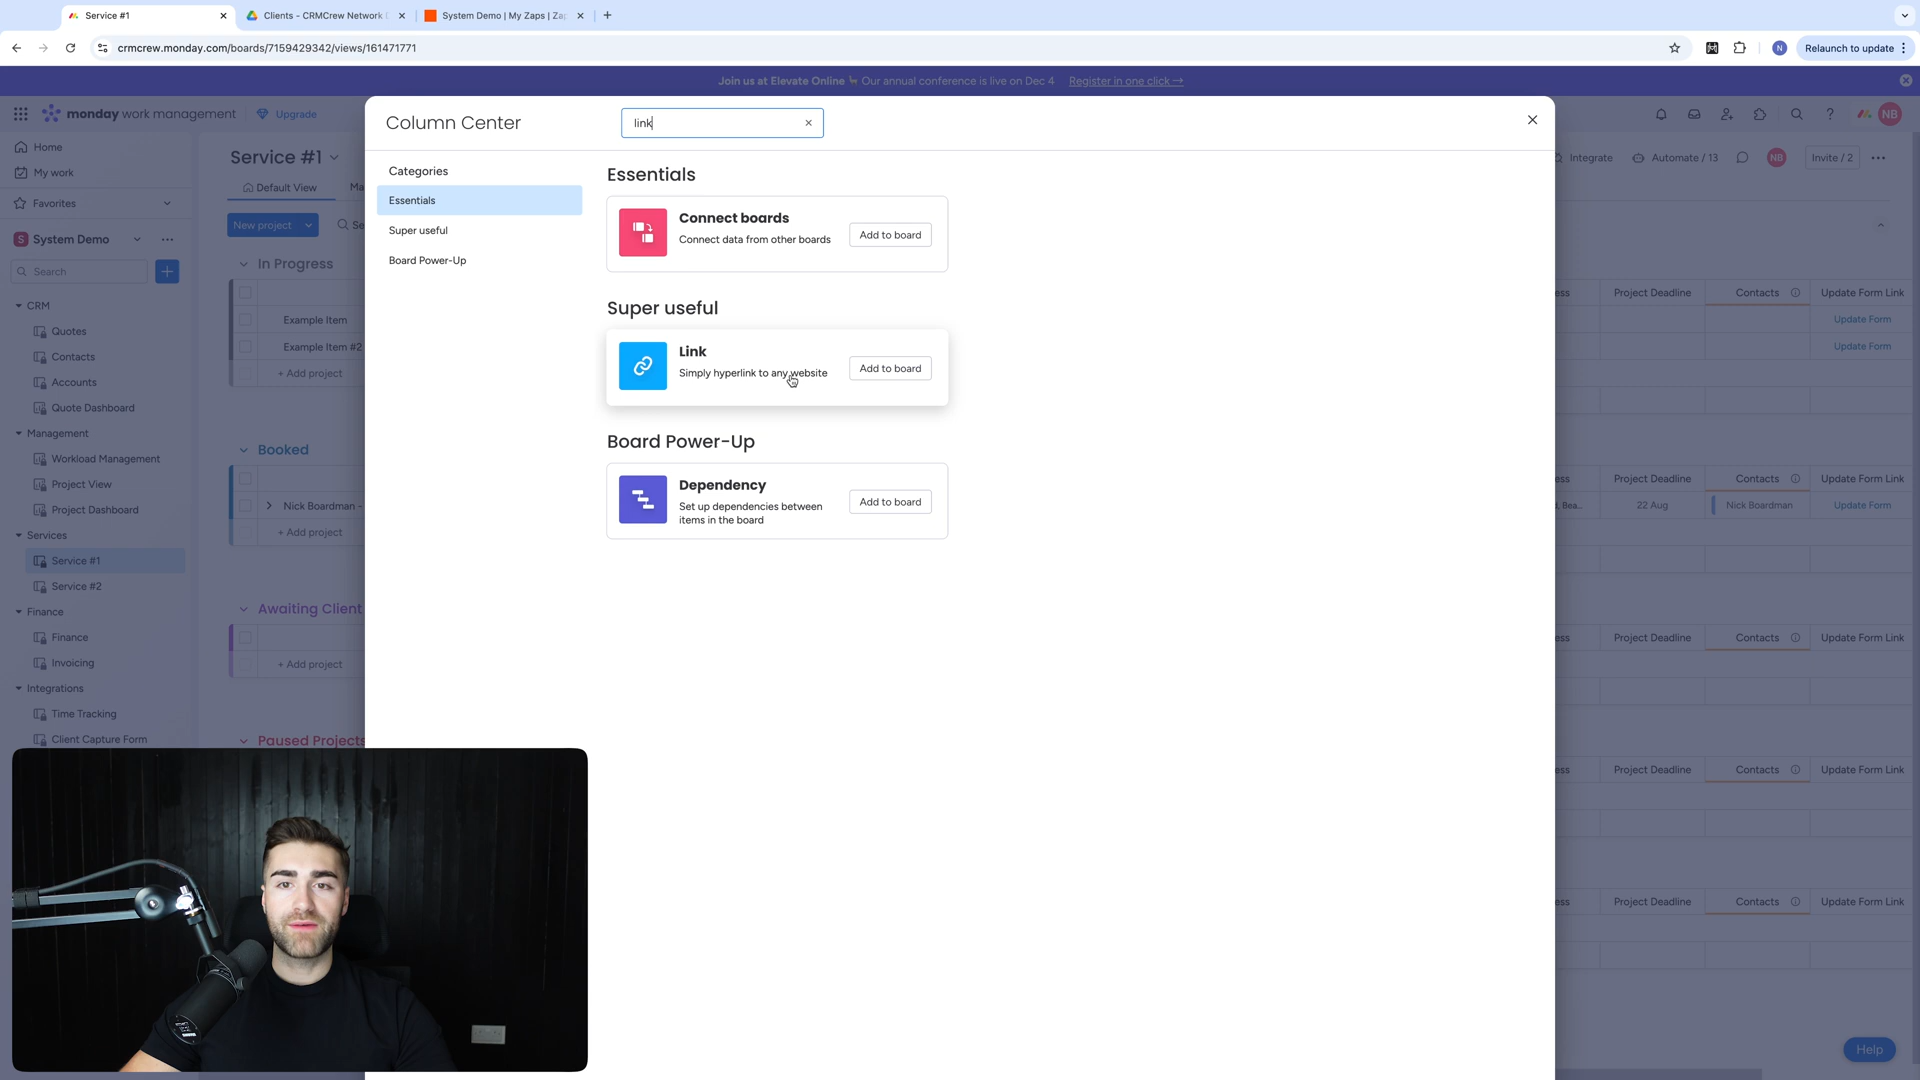 Service #1
Clients - CRMCrew Network D
System Demo | My Zaps | Zap
crmcrew.monday.com/boards/7159429342/views/161471771
N
Relaunch to update
Join us at Elevate Online Our annual conference is live on Dec 4 Register in one click →
monday work management
Upgrade
NB
Home
My work
Favorites
S System Demo
Search
CRM
Quotes
Contacts
Accounts
Quote Dashboard
Management
Workload Management
Project View
Project Dashboard
Services
Service #1
Service #2
Finance
Finance
Invoicing
Integrations
Time Tracking
Client Capture Form
Service #1
Default View
Ma
New project
Se
In Progress
Example Item
Example Item #2
+ Add project
Booked
Nick Boardman -
+ Add project
Awaiting Client
+ Add project
Paused Projects
Column Center
link
Categories
Essentials
Super useful
Board Power-Up
Essentials
Connect boards
Connect data from other boards
Add to board
Super useful
Link
Simply hyperlink to any website
Add to board
Board Power-Up
Dependency
Set up dependencies between
items in the board
Add to board
Integrate
Automate / 13
NB
Invite / 2
ess Project Deadline Contacts Update Form Link
Update Form
Update Form
ess Project Deadline Contacts Update Form Link
d, Bea... 22 Aug Nick Boardman Update Form
ess Project Deadline Contacts Update Form Link
ess Project Deadline Contacts Update Form Link
ess Project Deadline Contacts Update Form Link
Help